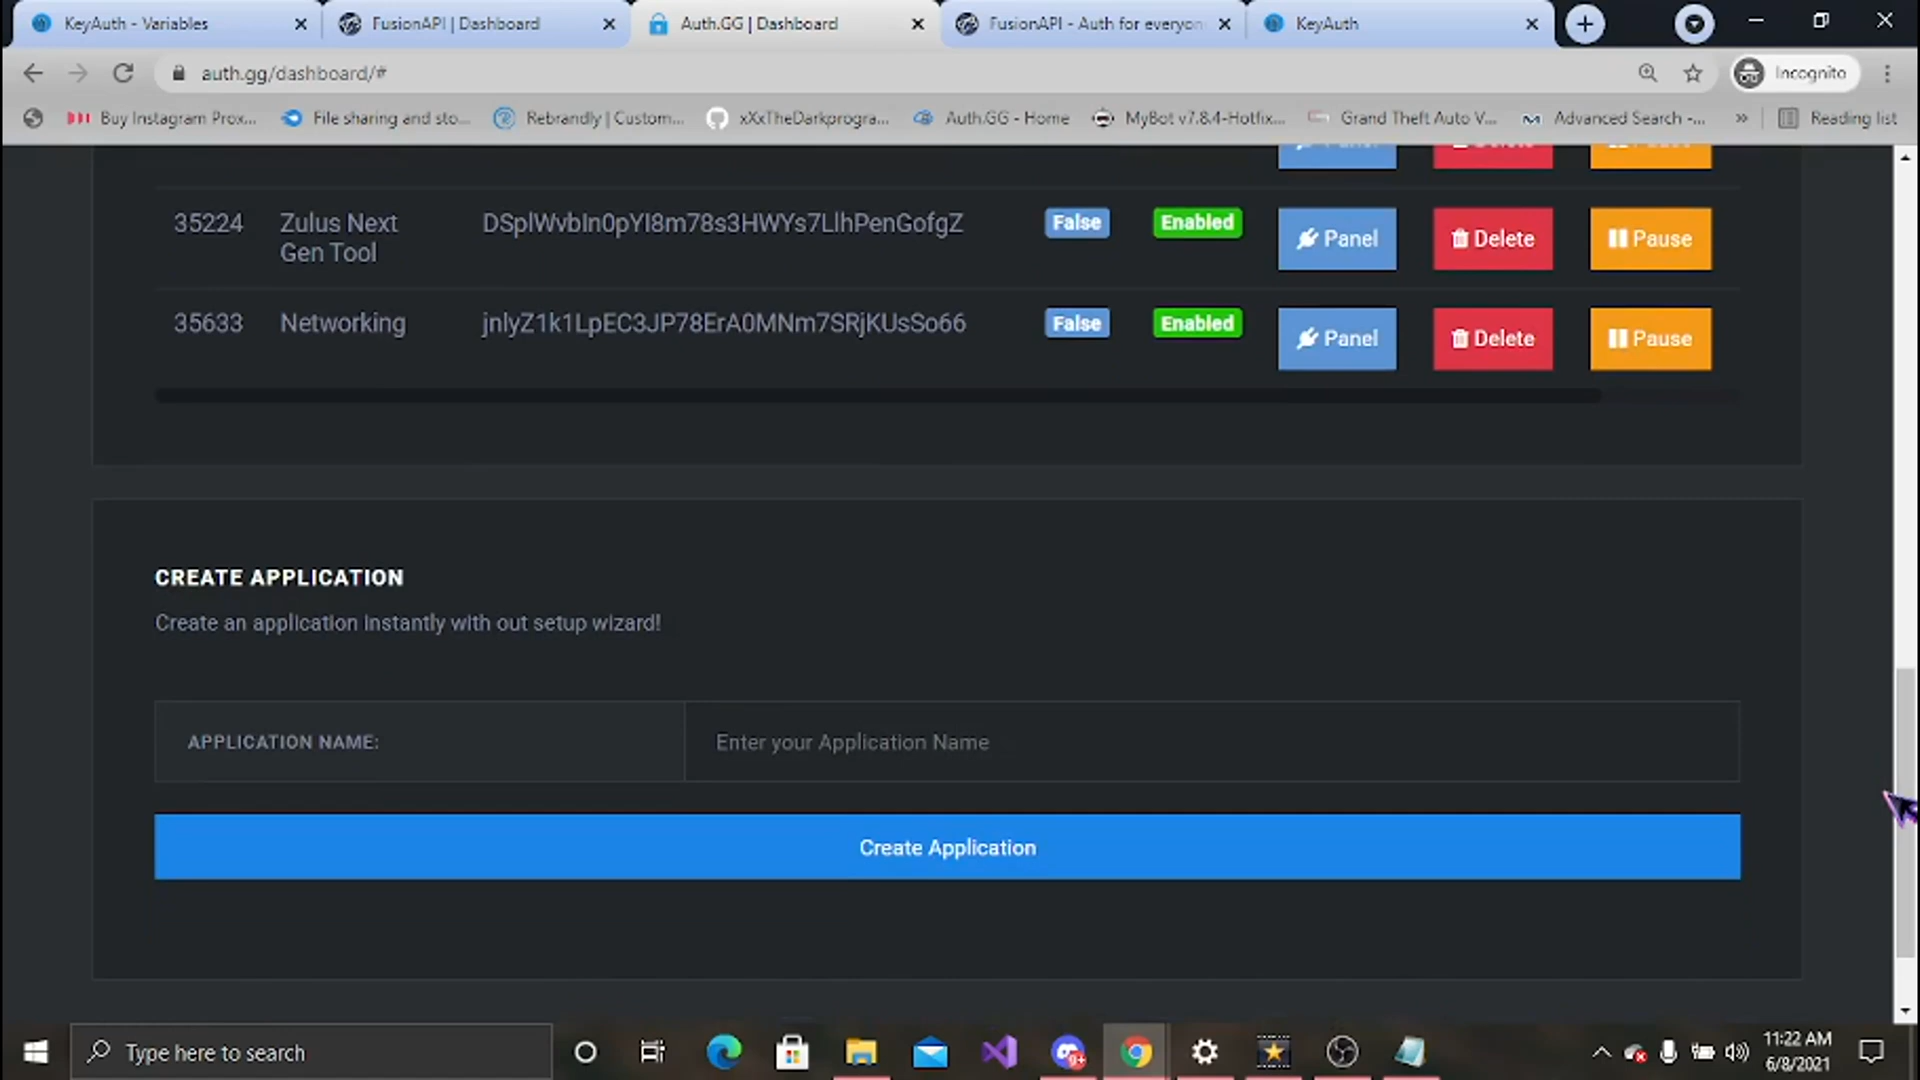 KeyAuth - Variables
FusionAPI | Dashboard
Auth.GG | Dashboard
FusionAPI - Auth for everyon
KeyAuth
auth.gg/dashboard/#
Incognito
Buy Instagram Prox...
File sharing and sto...
Rebrandly | Custom...
xXxTheDarkprogra...
Auth.GG - Home
MyBot v7.8.4-Hotfix...
Grand Theft Auto V...
Advanced Search -...
»
Reading list
35224 Zulus Next Gen Tool DSplWvbIn0pYI8m78s3HWYs7LlhPenGofgZ False Enabled Panel Delete Pause
35633 Networking jnlyZ1k1LpEC3JP78ErA0MNm7SRjKUsSo66 False Enabled Panel Delete Pause
CREATE APPLICATION
Create an application instantly with out setup wizard!
APPLICATION NAME:
Enter your Application Name
Create Application
Type here to search
9+
11:22 AM
6/8/2021